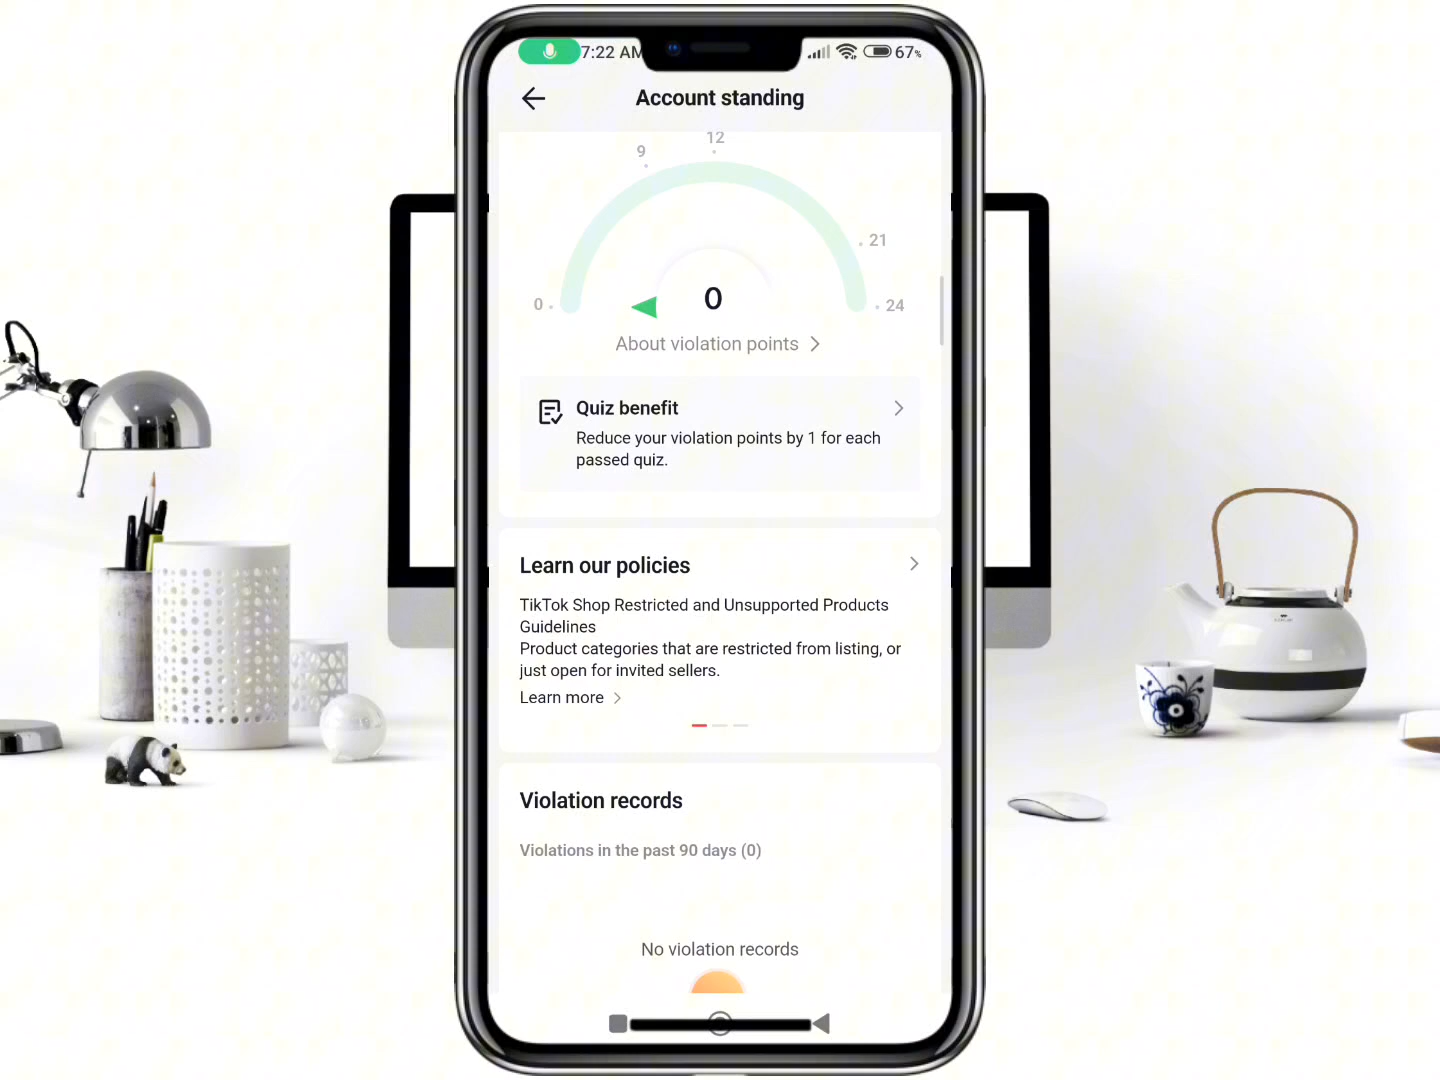 7:22 AM
67%
Account standing
12
9
21
0
0
24
About violation points
Quiz benefit
Reduce your violation points by 1 for each
passed quiz.
Learn our policies
TikTok Shop Restricted and Unsupported Products
Guidelines
Product categories that are restricted from listing, or
just open for invited sellers.
Learn more
Violation records
Violations in the past 90 days (0)
No violation records